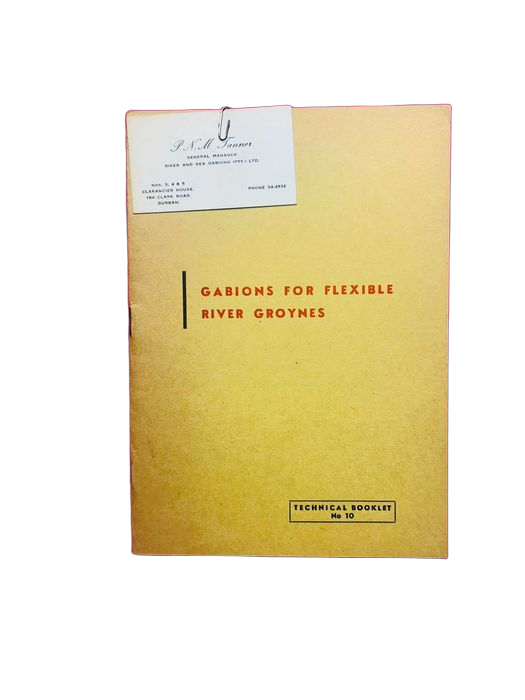 P. N. M. Tanner
GENERAL MANAGER
RIVER AND SEA GABIONS (PTY.) LTD.
NOS. 3, 4 & 5
CLARANCIER HOUSE,
184 CLARK ROAD,
DURBAN.
PHONE 34-4532
GABIONS FOR FLEXIBLE
RIVER GROYNES
TECHNICAL BOOKLET
No 10